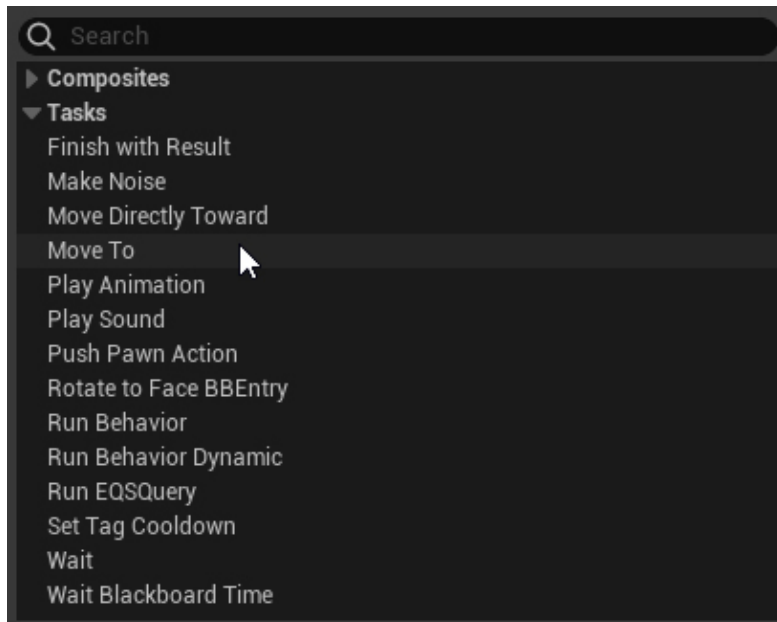 Search
Composites
Tasks
Finish with Result
Make Noise
Move Directly Toward
Move To
Play Animation
Play Sound
Push Pawn Action
Rotate to Face BBEntry
Run Behavior
Run Behavior Dynamic
Run EQSQuery
Set Tag Cooldown
Wait
Wait Blackboard Time